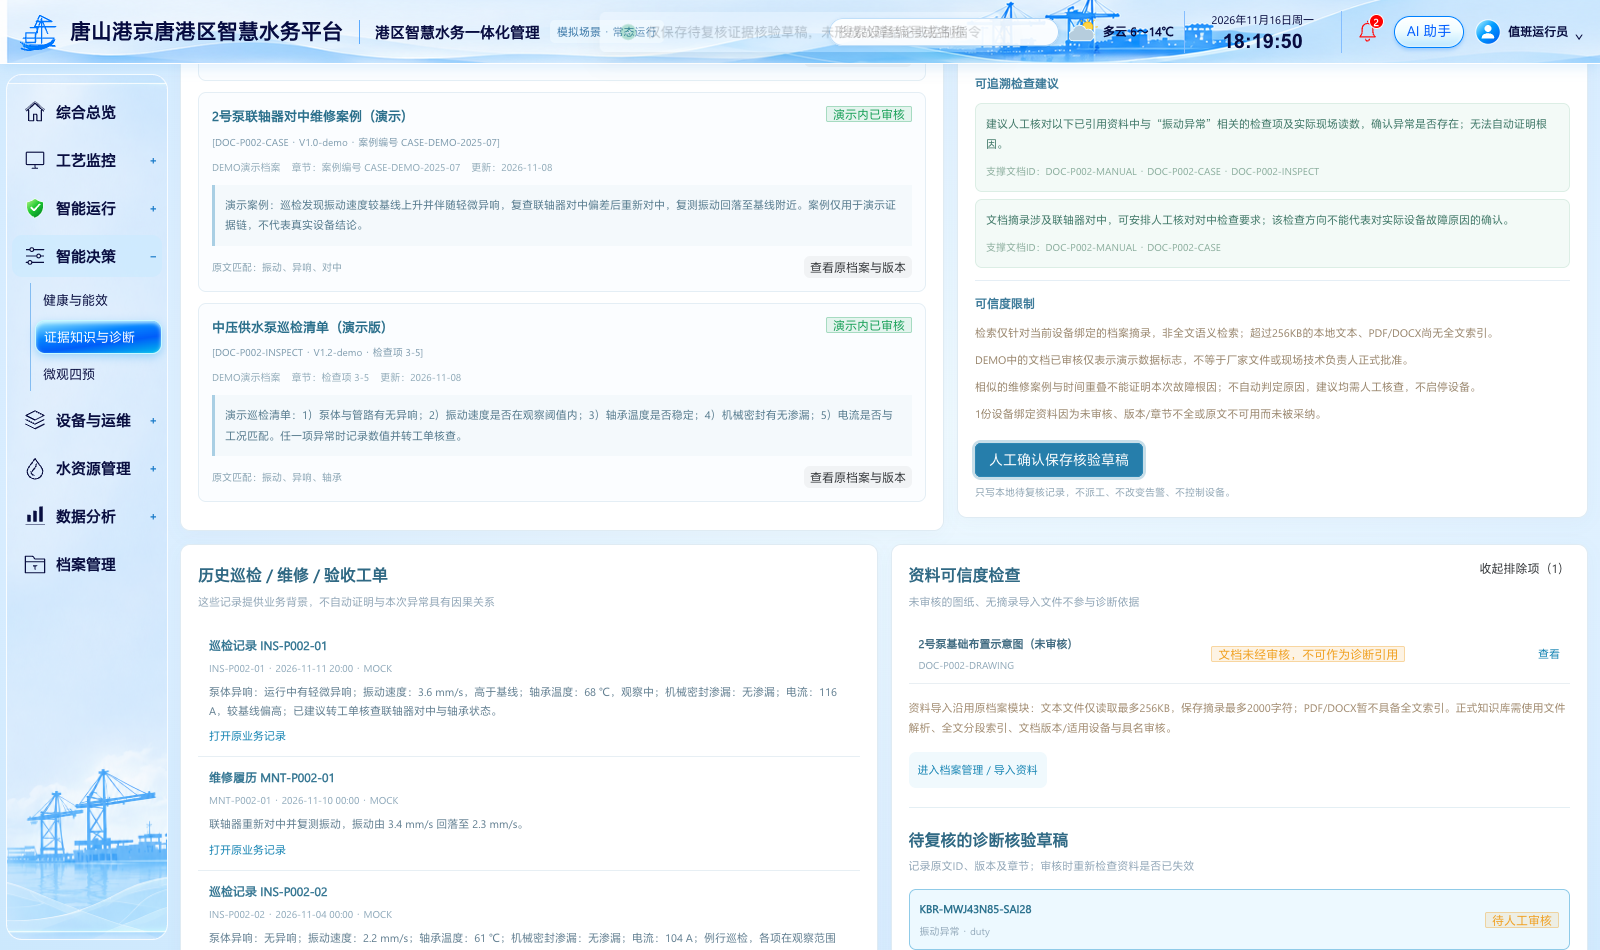 唐山港京唐港区智慧水务平台
港区智慧水务一体化管理
模拟场景 · 常态运行
多云 6~14℃
2026年11月16日周一
18:19:50
2
AI 助手
值班运行员
综合总览
工艺监控 +
智能运行 +
智能决策 −
健康与能效
证据知识与诊断
微观四预
设备与运维 +
水资源管理 +
数据分析 +
档案管理
2号泵联轴器对中维修案例（演示）
演示内已审核
[DOC-P002-CASE · V1.0-demo · 案例编号 CASE-DEMO-2025-07]
DEMO演示档案 章节：案例编号 CASE-DEMO-2025-07 更新：2026-11-08
演示案例：巡检发现振动速度较基线上升并伴随轻微异响，复查联轴器对中偏差后重新对中，复测振动回落至基线附近。案例仅用于演示证
据链，不代表真实设备结论。
原文匹配：振动、异响、对中
查看原档案与版本
中压供水泵巡检清单（演示版）
演示内已审核
[DOC-P002-INSPECT · V1.2-demo · 检查项 3-5]
DEMO演示档案 章节：检查项 3-5 更新：2026-11-08
演示巡检清单：1）泵体与管路有无异响；2）振动速度是否在观察阈值内；3）轴承温度是否稳定；4）机械密封有无渗漏；5）电流是否与
工况匹配。任一项异常时记录数值并转工单核查。
原文匹配：振动、异响、轴承
查看原档案与版本
可追溯检查建议
建议人工核对以下已引用资料中与“振动异常”相关的检查项及实际现场读数，确认异常是否存在；无法自动证明根
因。
支撑文档ID：DOC-P002-MANUAL · DOC-P002-CASE · DOC-P002-INSPECT
文档摘录涉及联轴器对中，可安排人工核对对中检查要求；该检查方向不能代表对实际设备故障原因的确认。
支撑文档ID：DOC-P002-MANUAL · DOC-P002-CASE
可信度限制
检索仅针对当前设备绑定的档案摘录，非全文语义检索；超过256KB的本地文本、PDF/DOCX尚无全文索引。
DEMO中的文档已审核仅表示演示数据标志，不等于厂家文件或现场技术负责人正式批准。
相似的维修案例与时间重叠不能证明本次故障根因；不自动判定原因，建议均需人工核查，不启停设备。
1份设备绑定资料因为未审核、版本/章节不全或原文不可用而未被采纳。
人工确认保存核验草稿
只写本地待复核记录，不派工、不改变告警、不控制设备。
历史巡检 / 维修 / 验收工单
这些记录提供业务背景，不自动证明与本次异常具有因果关系
巡检记录 INS-P002-01
INS-P002-01 · 2026-11-11 20:00 · MOCK
泵体异响：运行中有轻微异响；振动速度：3.6 mm/s，高于基线；轴承温度：68 ℃，观察中；机械密封渗漏：无渗漏；电流：116
A，较基线偏高；已建议转工单核查联轴器对中与轴承状态。
打开原业务记录
维修履历 MNT-P002-01
MNT-P002-01 · 2026-11-10 00:00 · MOCK
联轴器重新对中并复测振动，振动由 3.4 mm/s 回落至 2.3 mm/s。
打开原业务记录
巡检记录 INS-P002-02
INS-P002-02 · 2026-11-04 00:00 · MOCK
泵体异响：无异响；振动速度：2.2 mm/s；轴承温度：61 ℃；机械密封渗漏：无渗漏；电流：104 A；例行巡检，各项在观察范围
资料可信度检查
收起排除项（1）
未审核的图纸、无摘录导入文件不参与诊断依据
2号泵基础布置示意图（未审核）
DOC-P002-DRAWING
文档未经审核，不可作为诊断引用
查看
资料导入沿用原档案模块：文本文件仅读取最多256KB，保存摘录最多2000字符；PDF/DOCX暂不具备全文索引。正式知识库需使用文件
解析、全文分段索引、文档版本/适用设备与具名审核。
进入档案管理 / 导入资料
待复核的诊断核验草稿
记录原文ID、版本及章节；审核时重新检查资料是否已失效
KBR-MWJ43N85-SAI28
振动异常 · duty
待人工审核